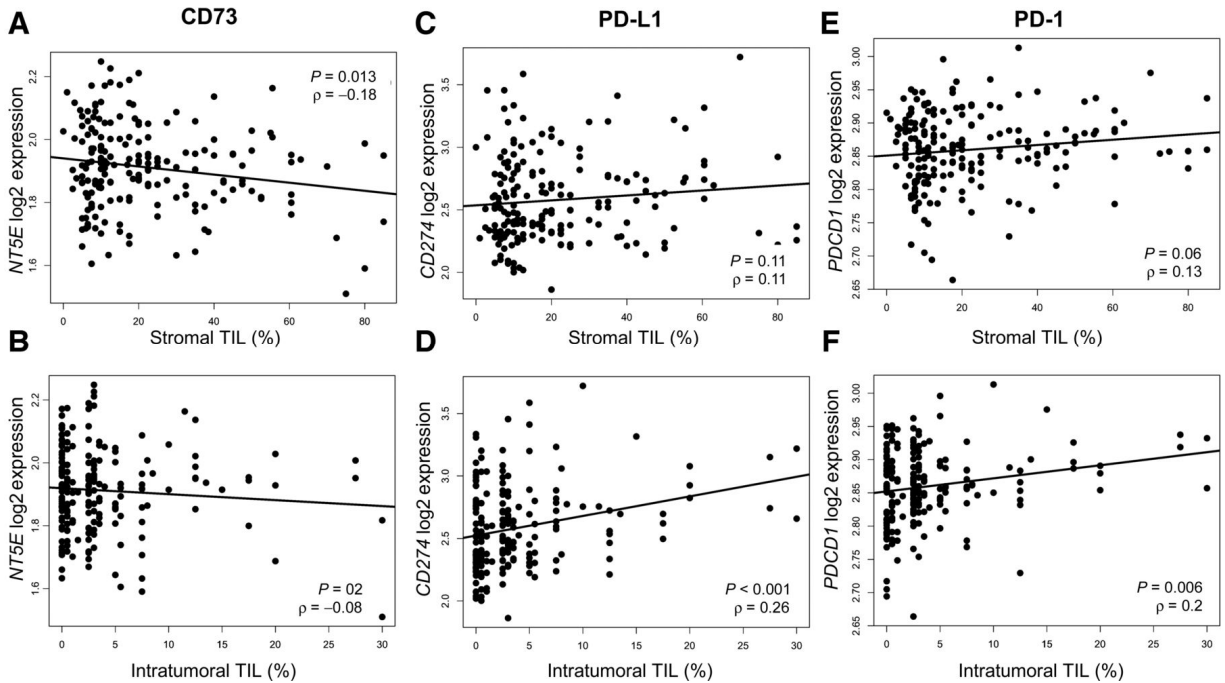 CD73
PD-L1
PD-1
A
NT5E log2 expression
2.2
2.0
1.8
1.6
P = 0.013
ρ = −0.18
0 20 40 60 80
Stromal TIL (%)
C
CD274 log2 expression
3.5
3.0
2.5
2.0
P = 0.11
ρ = 0.11
0 20 40 60 80
Stromal TIL (%)
E
PDCD1 log2 expression
3.00
2.95
2.90
2.85
2.80
2.75
2.70
2.65
P = 0.06
ρ = 0.13
0 20 40 60 80
Stromal TIL (%)
B
NT5E log2 expression
2.2
2.0
1.8
1.6
P = 02
ρ = −0.08
0 5 10 15 20 25 30
Intratumoral TIL (%)
D
CD274 log2 expression
3.5
3.0
2.5
2.0
P < 0.001
ρ = 0.26
0 5 10 15 20 25 30
Intratumoral TIL (%)
F
PDCD1 log2 expression
3.00
2.95
2.90
2.85
2.80
2.75
2.70
2.65
P = 0.006
ρ = 0.2
0 5 10 15 20 25 30
Intratumoral TIL (%)